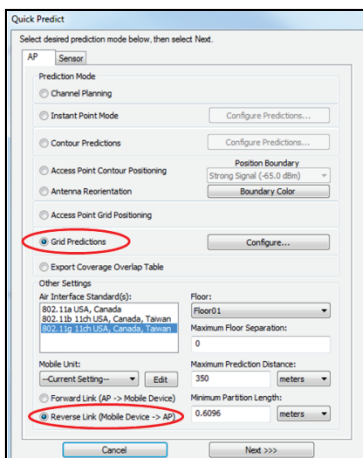 Quick Predict
Select desired prediction mode below, then select Next.
AP Sensor
Prediction Mode
Channel Planning
Instant Point Mode Configure Predictions...
Contour Predictions Configure Predictions...
Position Boundary
Access Point Contour Positioning Strong Signal (-65.0 dBm)
Antenna Reorientation Boundary Color
Access Point Grid Positioning
Grid Predictions Configure...
Export Coverage Overlap Table
Other Settings
Air Interface Standard(s): Floor:
802.11a USA, Canada Floor01
802.11b 11ch USA, Canada, Taiwan
802.11g 11ch USA, Canada, Taiwan Maximum Floor Separation:
0
Mobile Unit: Maximum Prediction Distance:
--Current Setting-- Edit 350 meters
Forward Link (AP -> Mobile Device) Minimum Partition Length:
Reverse Link (Mobile Device -> AP) 0.6096 meters
Cancel Next >>>